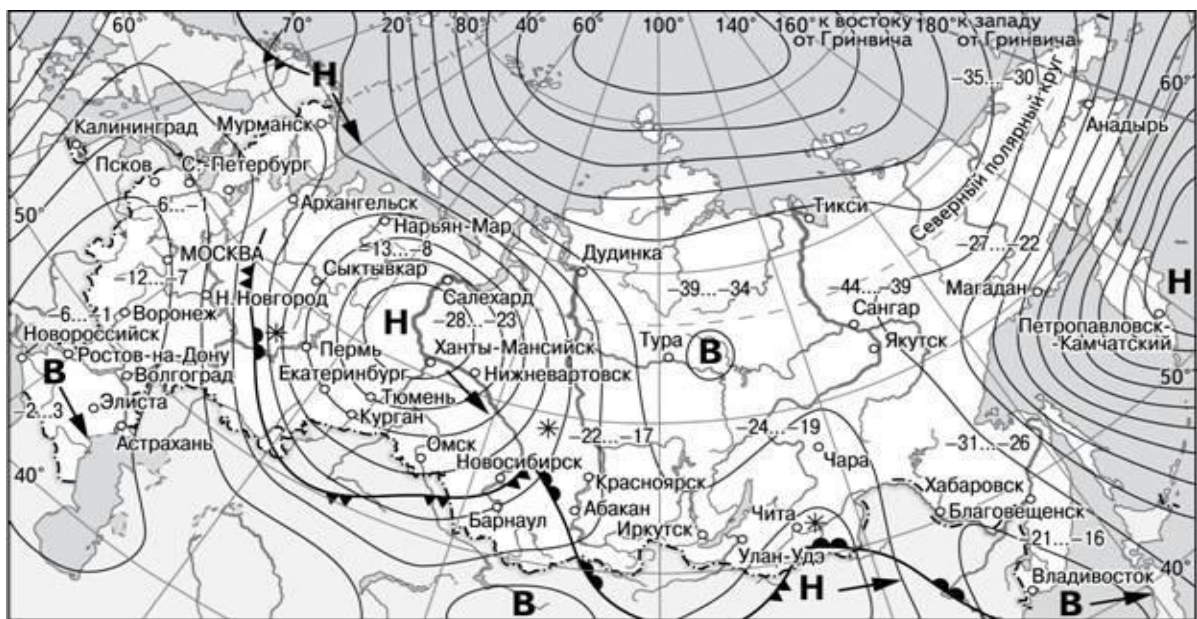 60° 70° 20° 40° 60° 80° 100° 120° 140° 160° к востоку 180° к западу
от Гринвича от Гринвича
Н
−35...−30
60°
Северный полярный круг
Анадырь
Мурманск
Калининград
Псков
С.-Петербург
−6...−1
50°
Архангельск
Нарьян-Мар
Тикси
−13...−8
МОСКВА
Сыктывкар
Дудинка
−27...−22
−12...−7
Салехард
−39...−34
−44...−39
Магадан
Н
Н.Новгород
−6...−1
Воронеж
Н
−28...−23
Сангар
Петропавловск-
-Камчатский
Новороссийск
Ростов-на-Дону
Пермь
Ханты-Мансийск
Тура
В
Якутск
Волгоград
Екатеринбург
Нижневартовск
50°
В
Тюмень
−2...3
Элиста
Курган
Астрахань
Омск
−22...−17
−24...−19
−31...−26
Чара
40°
Новосибирск
Красноярск
Хабаровск
Барнаул
Абакан
Иркутск
Чита
Благовещенск
−21...−16
Улан-Удэ
Владивосток
40°
В
Н
В